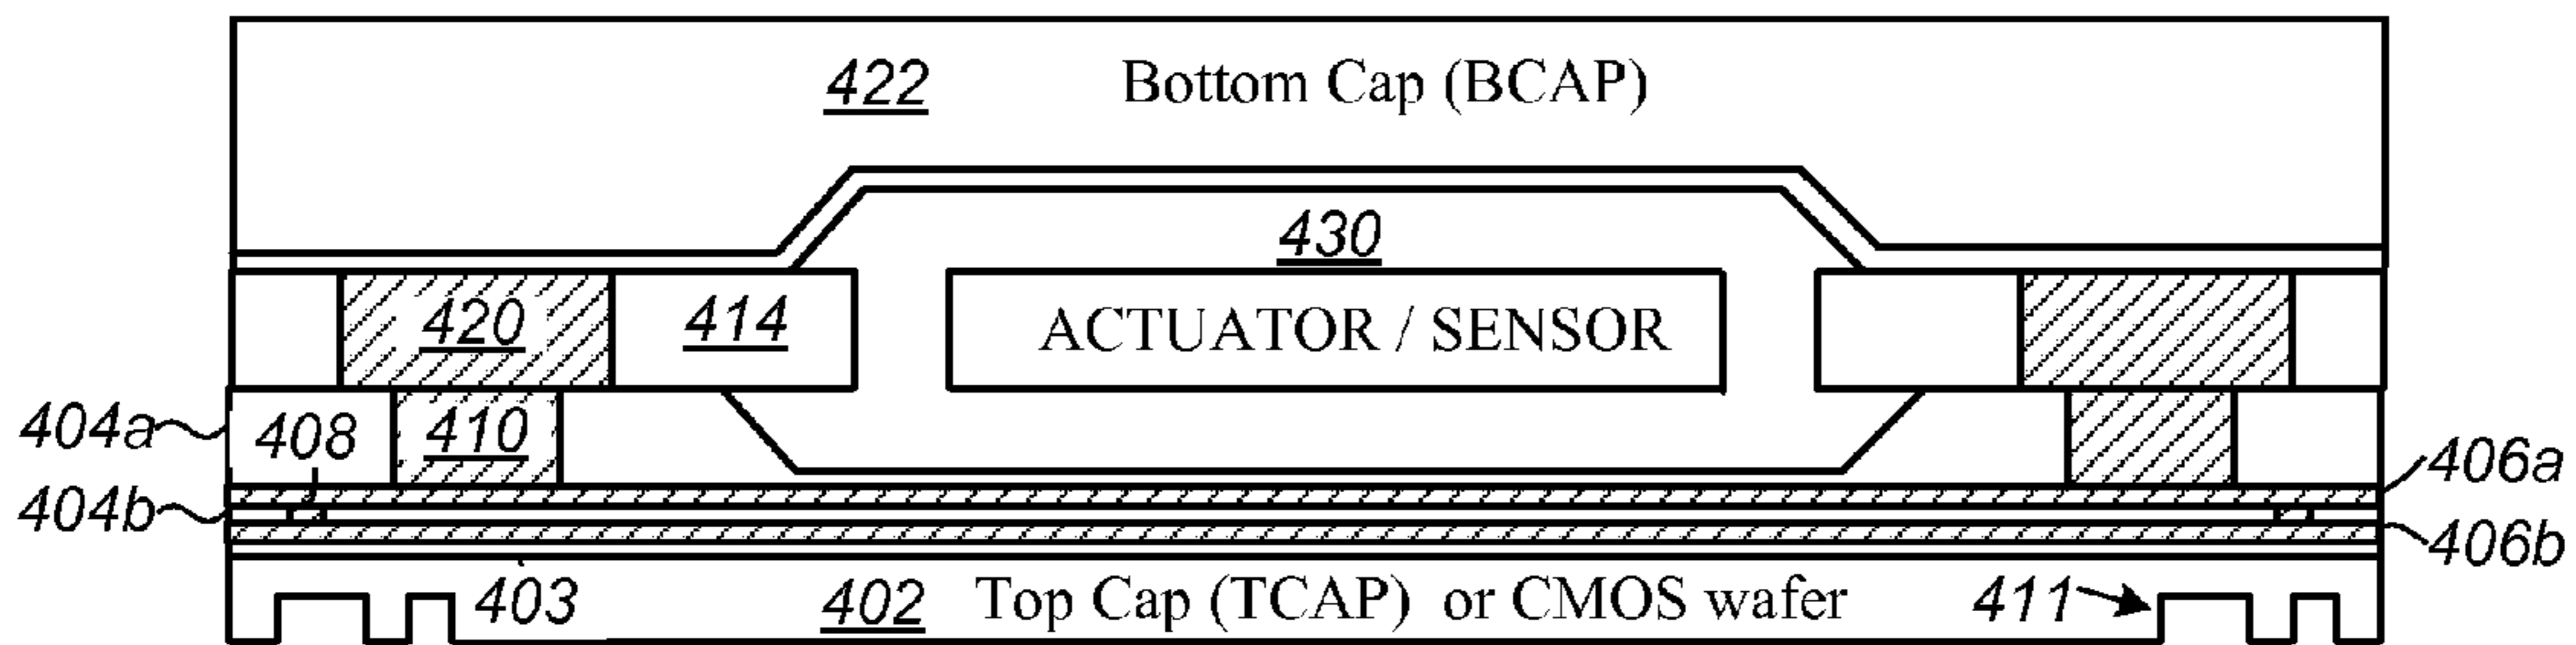 422 Bottom Cap (BCAP)
430
420 414 ACTUATOR / SENSOR
404a 408 410
406a
404b
406b
403 402 Top Cap (TCAP) or CMOS wafer 411